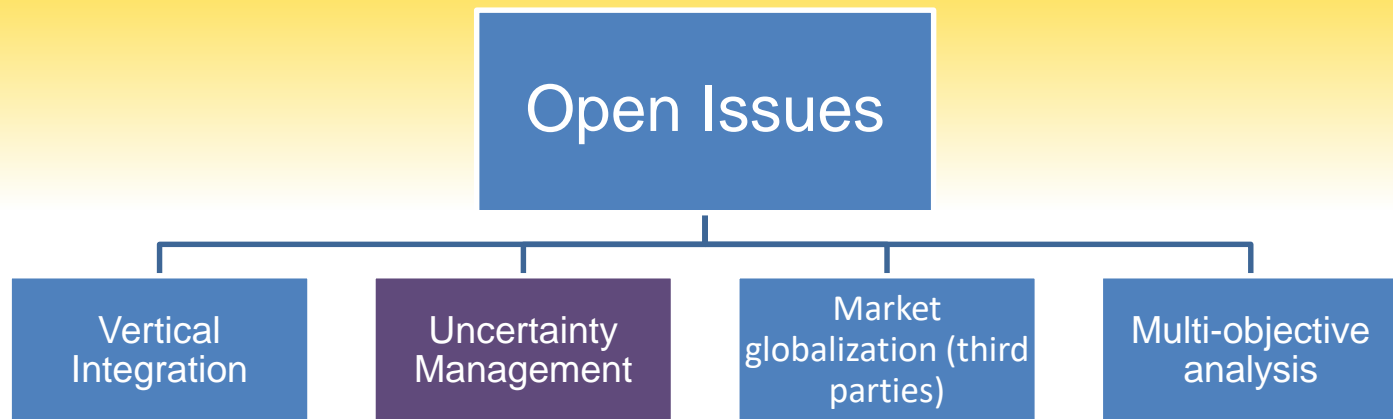 Open Issues
Vertical
Integration
Uncertainty
Management
Market
globalization (third
parties)
Multi-objective
analysis